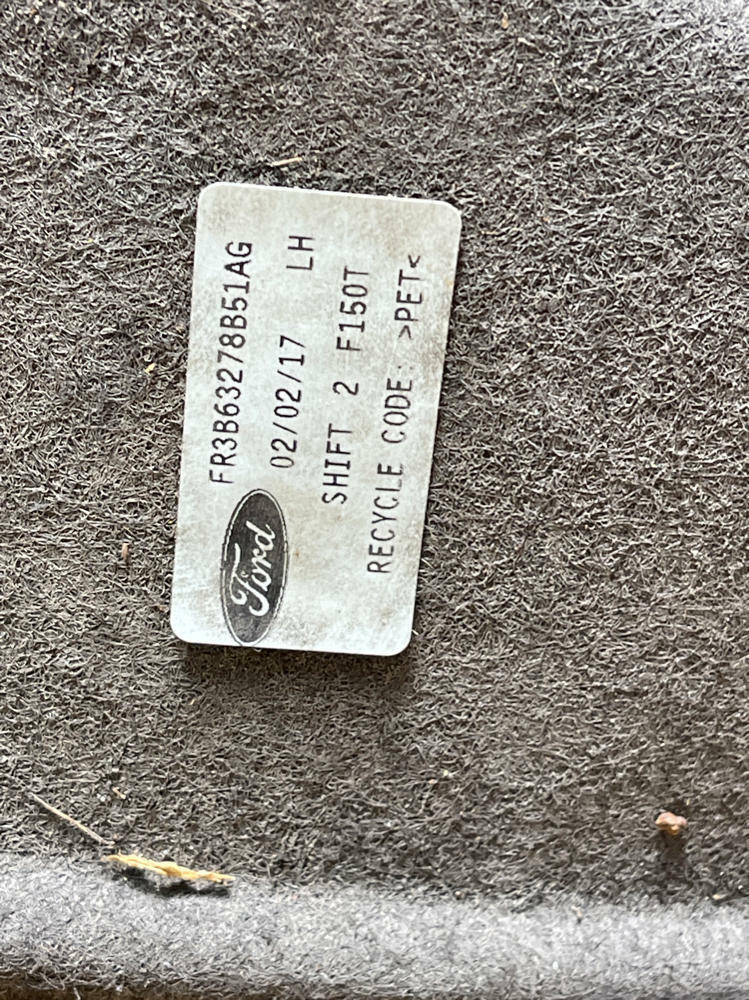 FR3B63278B51AG
02/02/17 LH
SHIFT 2 F150T
RECYCLE CODE: >PET<
Ford